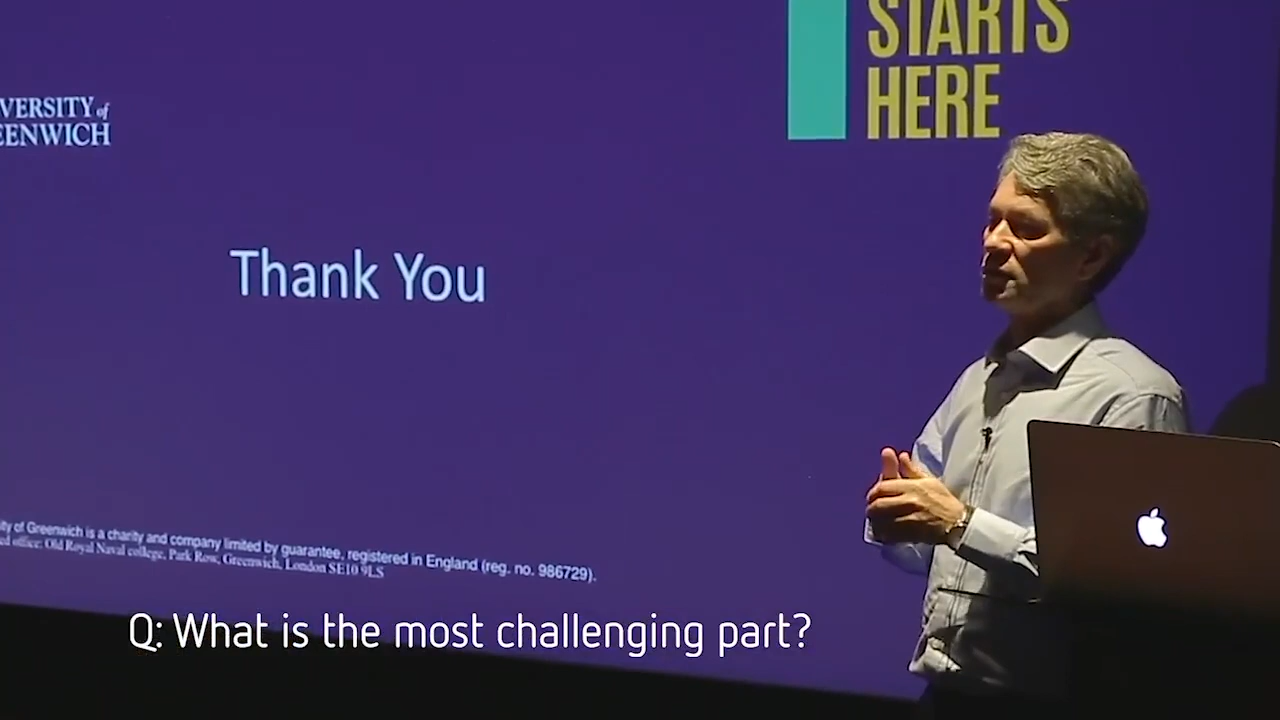 STARTS
HERE
VERSITY of
EENWICH
Thank You
ity of Greenwich is a charity and company limited by guarantee, registered in England (reg. no. 986729).
ed office: Old Royal Naval college, Park Row, Greenwich, London SE10 9LS
Q: What is the most challenging part?